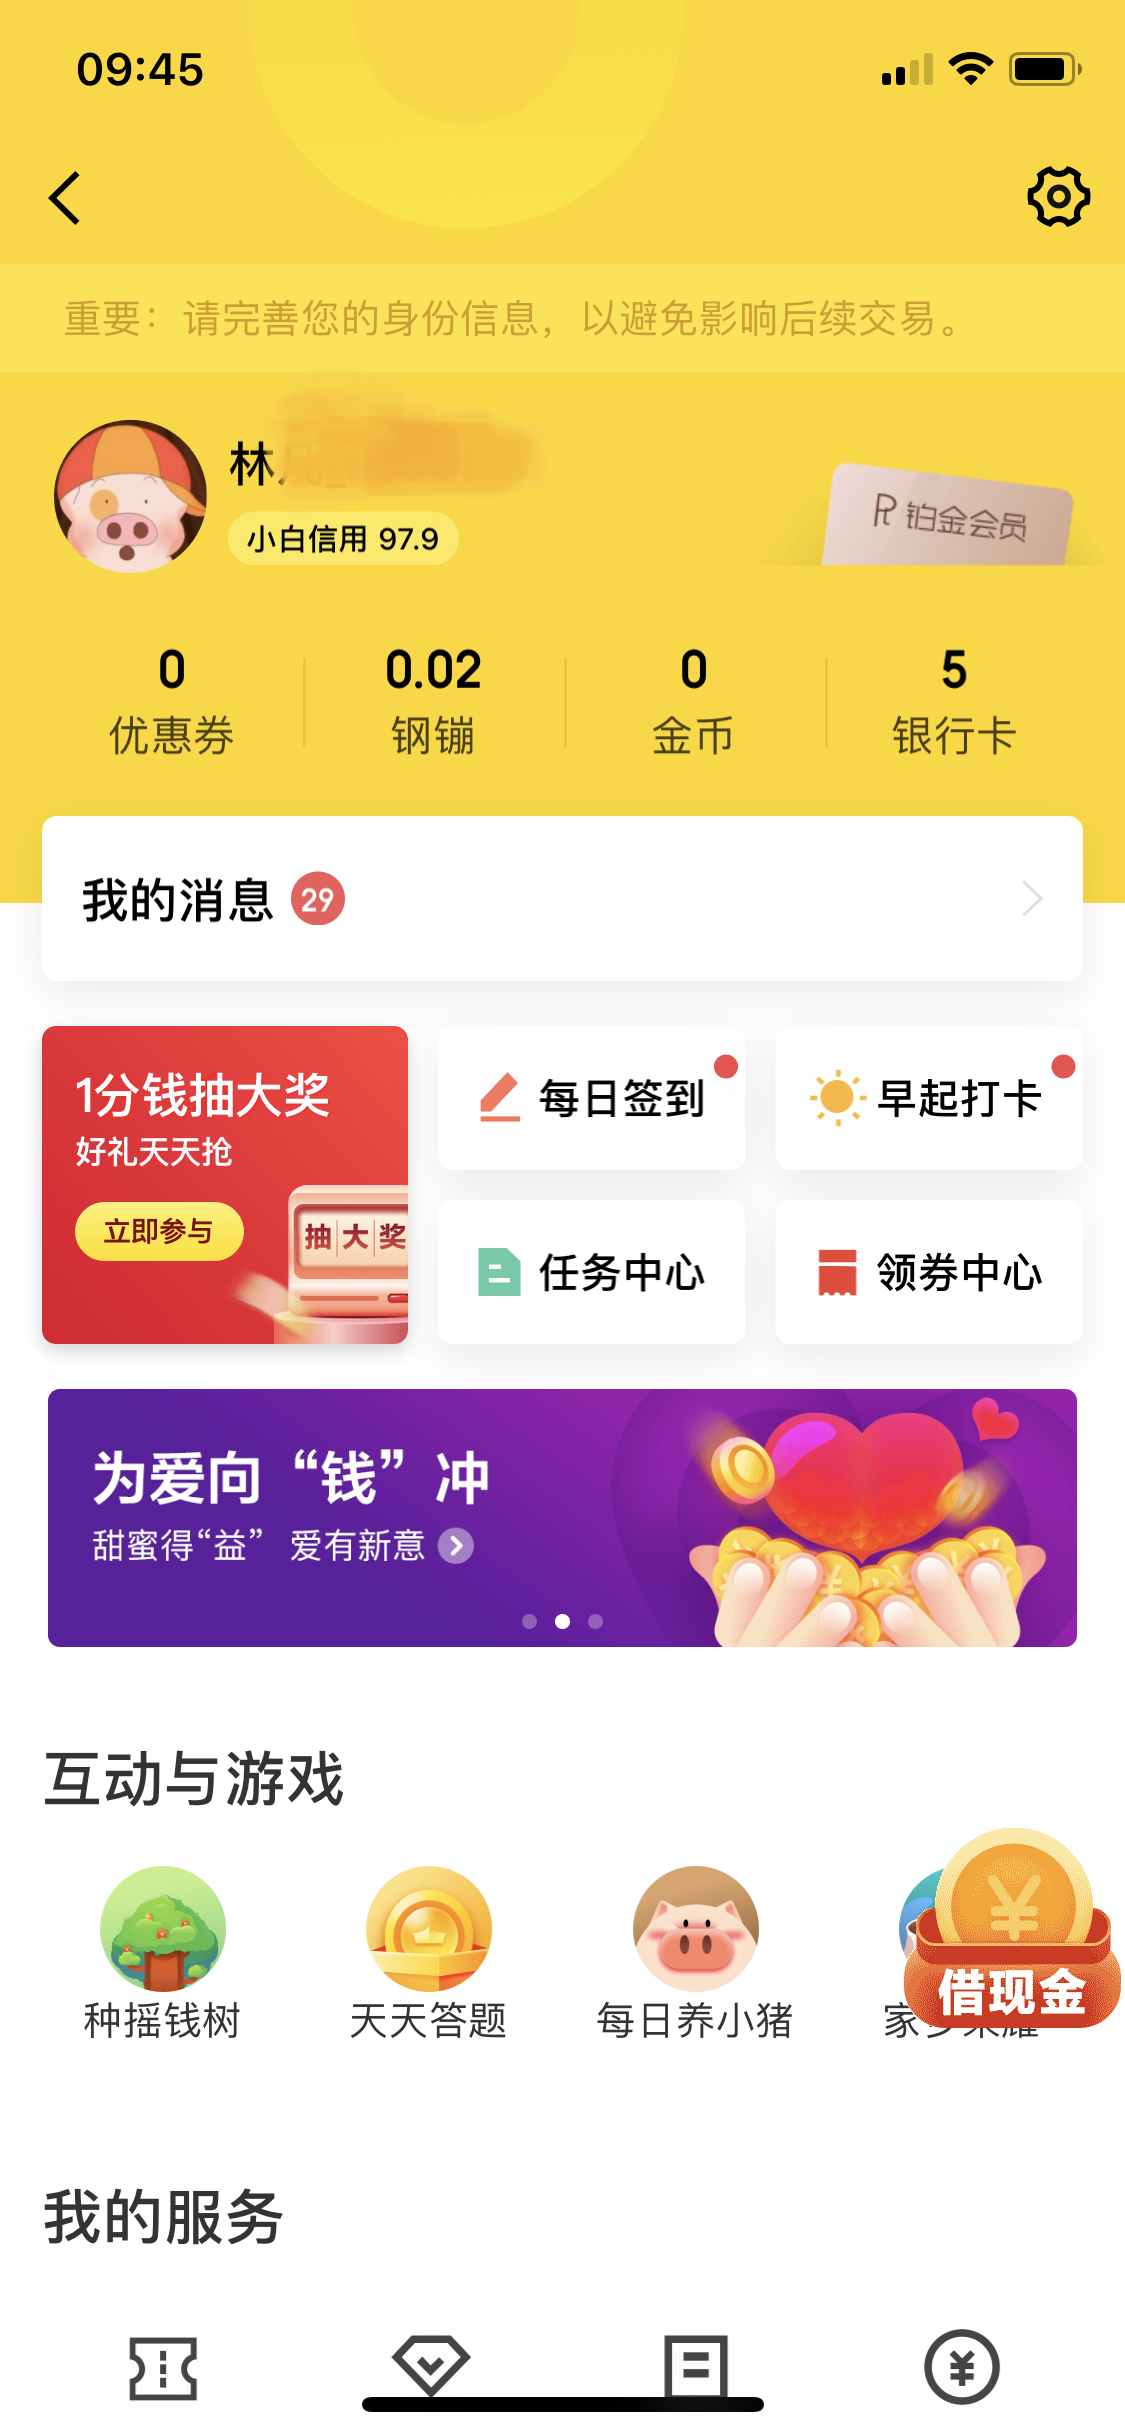 09:45
重要：请完善您的身份信息，以避免影响后续交易。
林
小白信用 97.9
铂金会员
0
0.02
0
5
优惠券
钢镚
金币
银行卡
我的消息 29
1分钱抽大奖
好礼天天抢
立即参与
抽大奖
每日签到
早起打卡
任务中心
领券中心
为爱向“钱”冲
甜蜜得“益” 爱有新意
互动与游戏
种摇钱树
天天答题
每日养小猪
家乡荣耀
借现金
我的服务